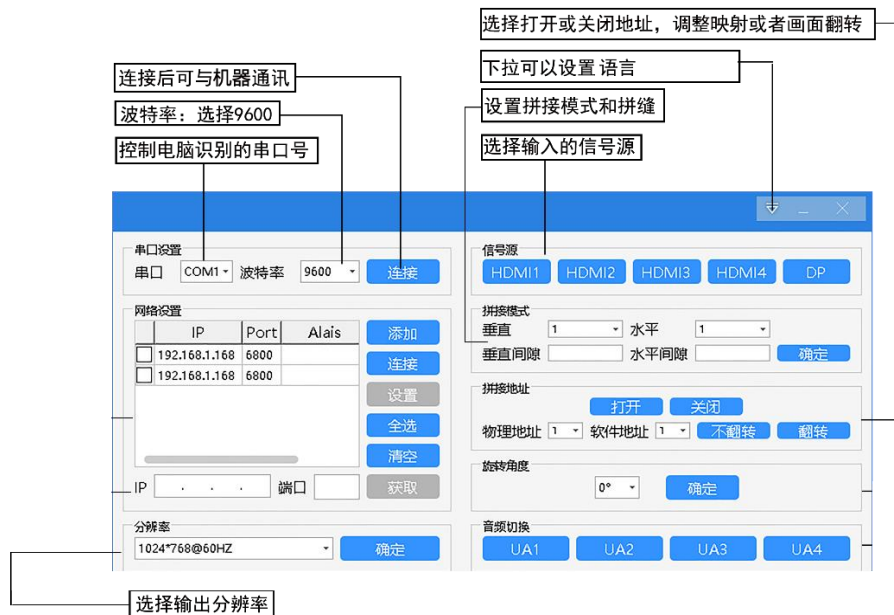 选择打开或关闭地址，调整映射或者画面翻转
下拉可以设置语言
连接后可与机器通讯
设置拼接模式和拼缝
波特率：选择9600
控制电脑识别的串口号
选择输入的信号源
串口设置
串口 COM1 波特率 9600 连接
网络设置
IP Port Alais
192.168.1.168 6800
192.168.1.168 6800
添加
连接
设置
全选
清空
IP . . . 端口 获取
分辨率
1024*768@60HZ 确定
信号源
HDMI1 HDMI2 HDMI3 HDMI4 DP
拼接模式
垂直 1 水平 1
垂直间隙 水平间隙 确定
拼接地址
打开 关闭
物理地址 1 软件地址 1 不翻转 翻转
旋转角度
0° 确定
音频切换
UA1 UA2 UA3 UA4
选择输出分辨率